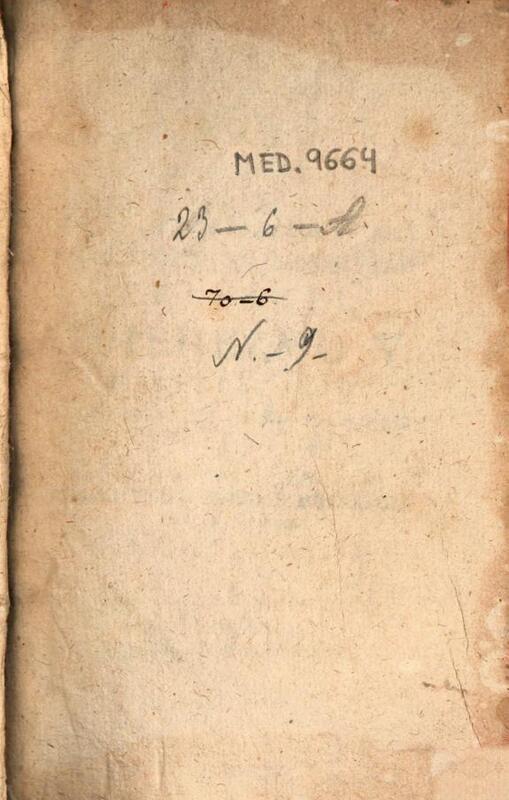 MED. 9664
23 — 6 — A.
70-6
N. - 9-